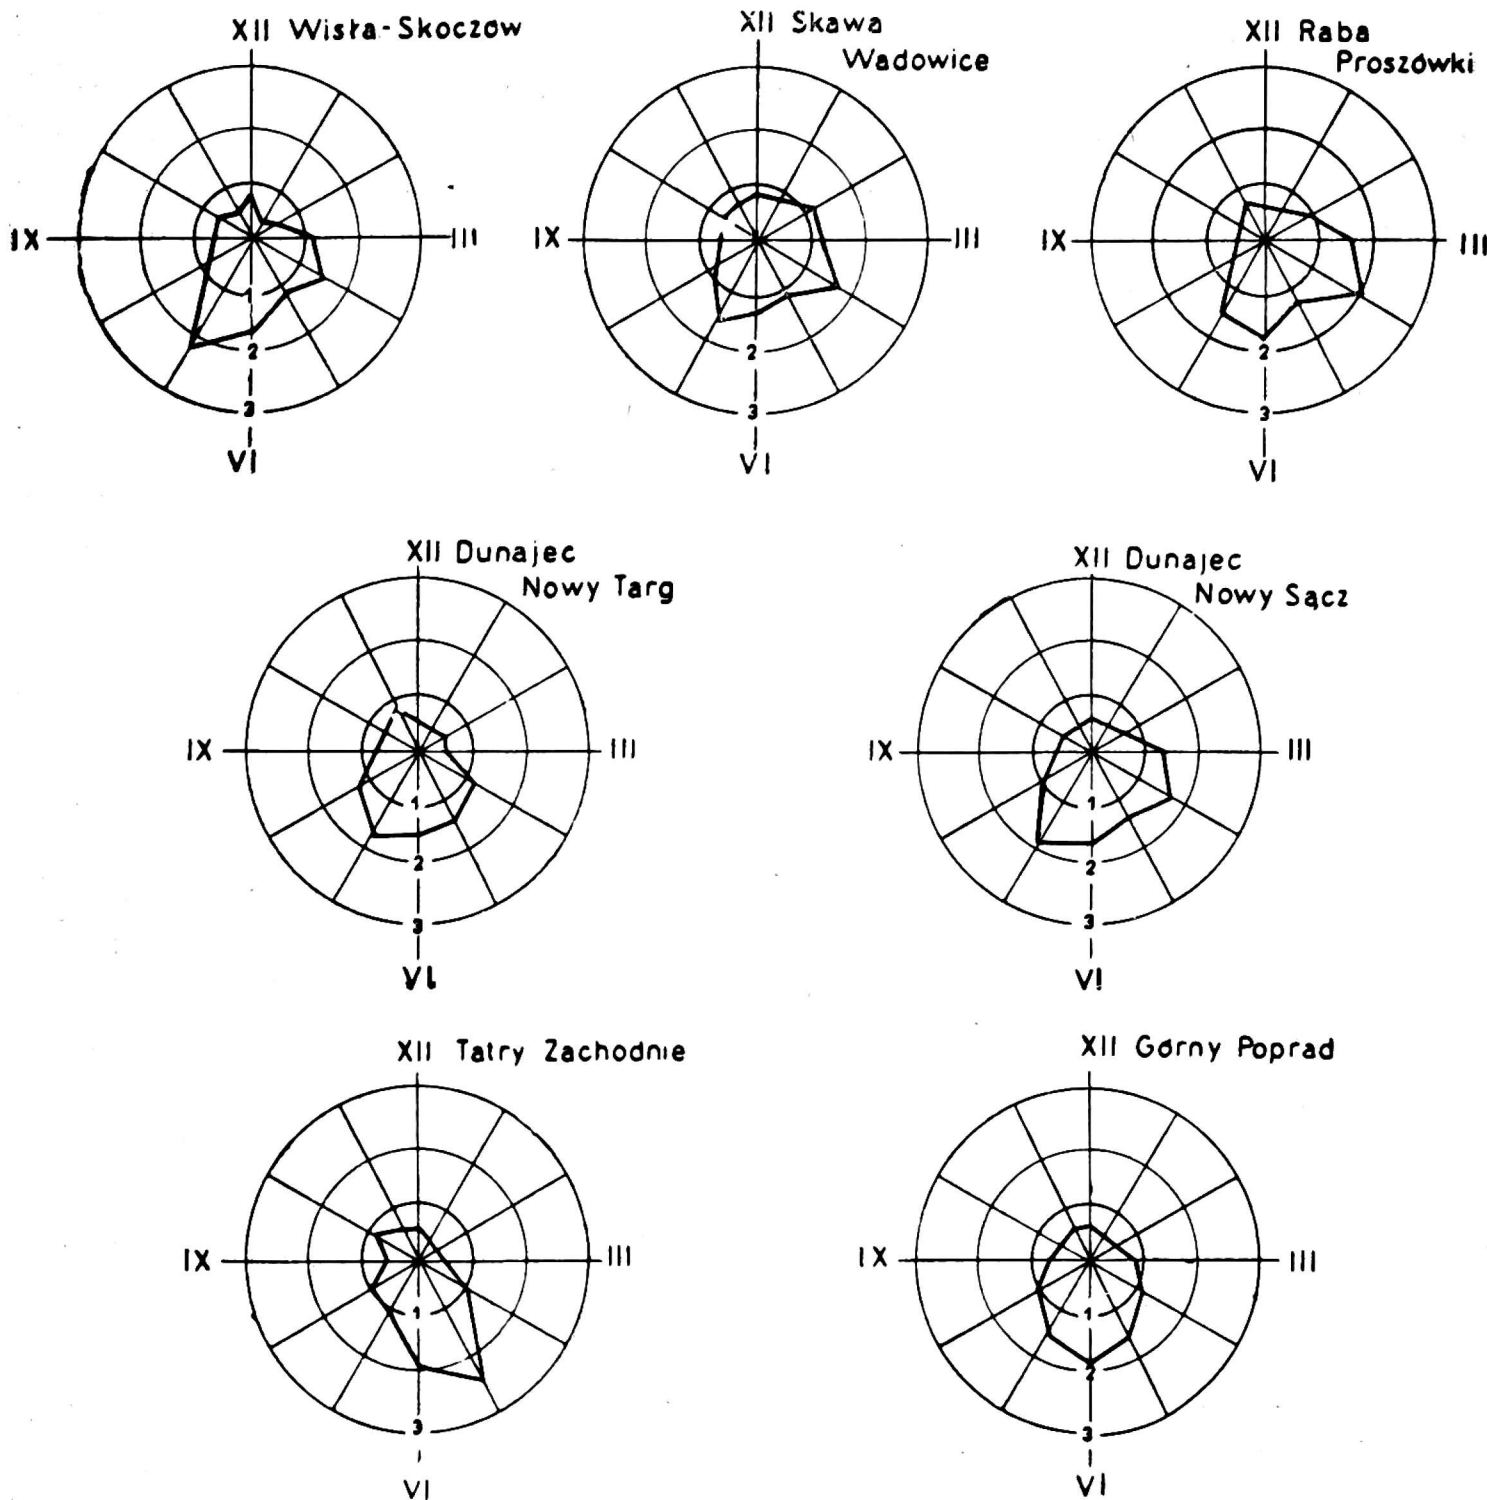 XII Wisła-Skoczów
IX
III
1
2
3
VI
XII Skawa
Wadowice
IX
III
2
3
VI
XII Raba
Proszówki
IX
III
2
3
VI
XII Dunajec
Nowy Targ
IX
III
1
2
3
VI
XII Dunajec
Nowy Sącz
IX
III
1
2
3
VI
XII Tatry Zachodnie
IX
III
1
3
VI
XII Górny Poprad
IX
III
1
2
3
VI